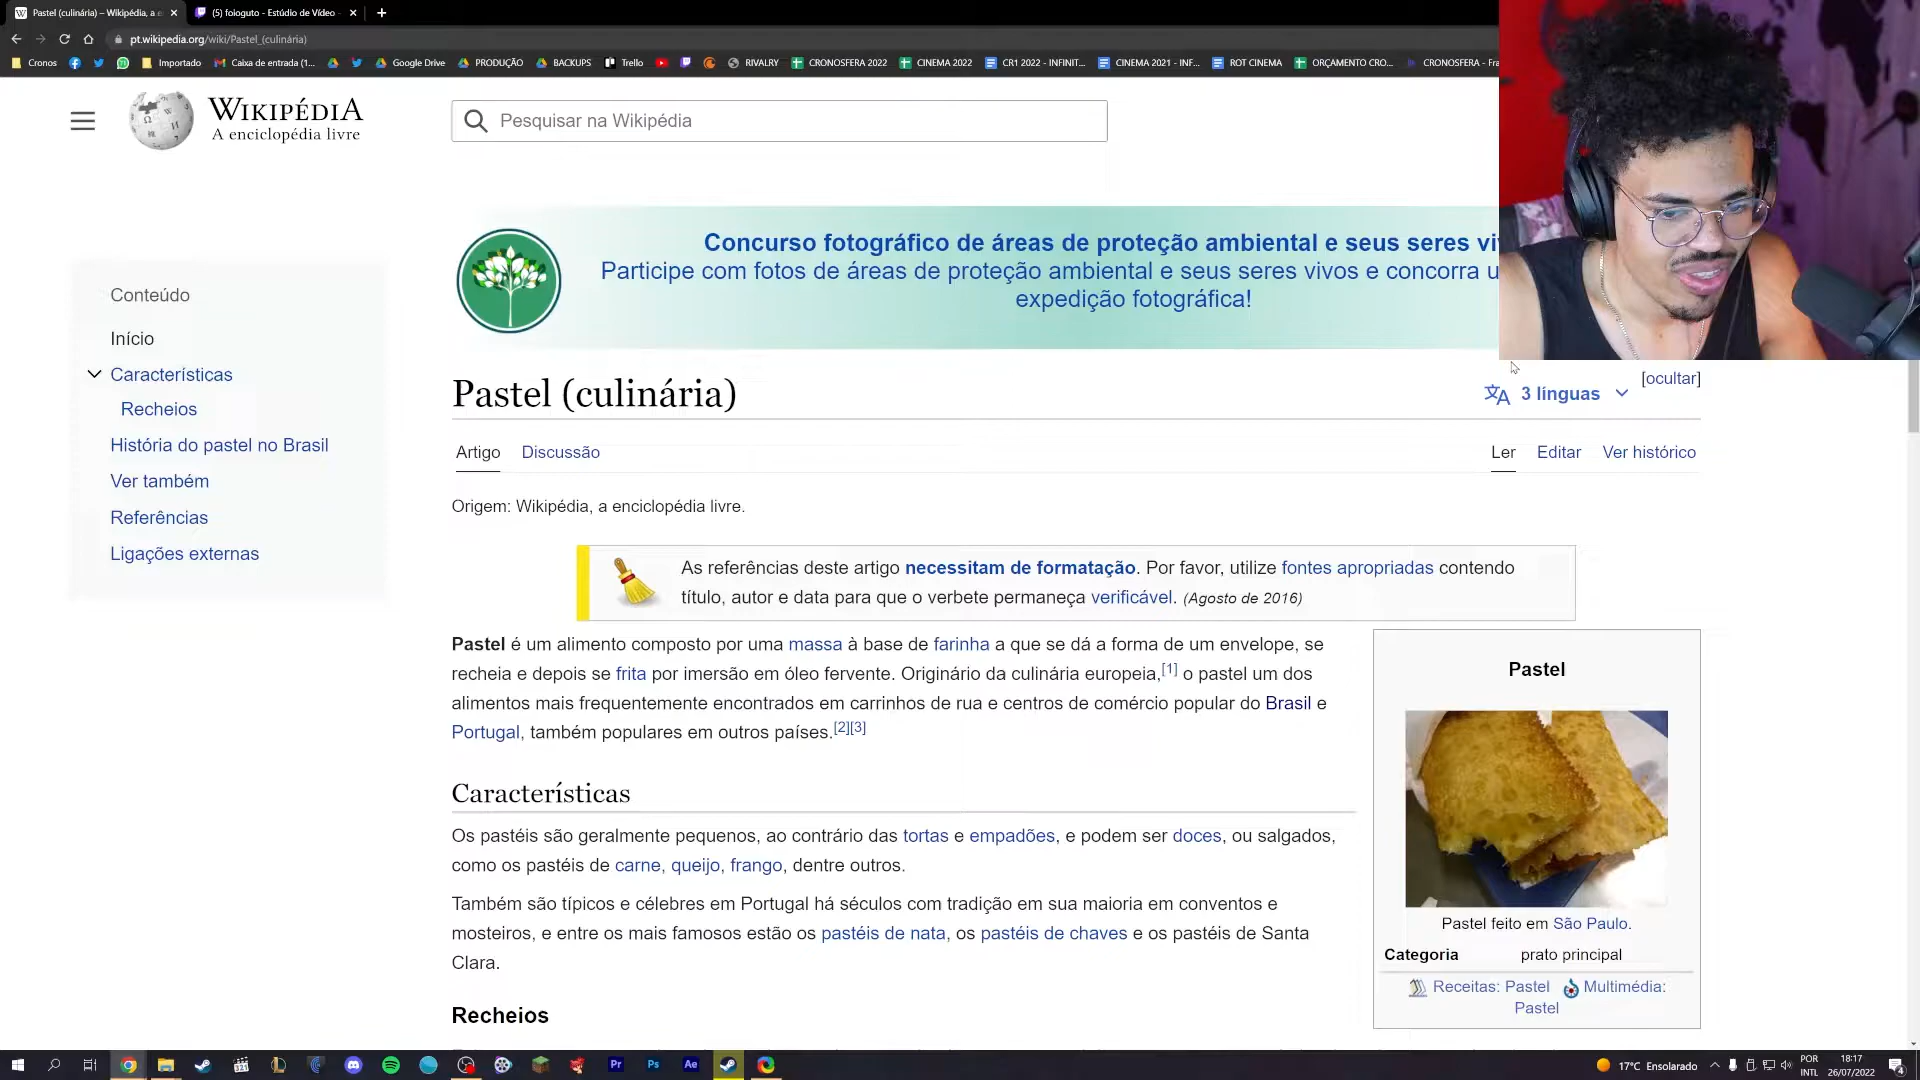 Pastel (culinária) – Wikipédia, a e
(5) fologuto - Estúdio de Vídeo -
pt.wikipedia.org/wiki/Pastel_(culinária)
Cronos
Importado
Caixa de entrada (1...
Google Drive
PRODUÇÃO
BACKUPS
Trello
RIVALRY
CRONOSFERA 2022
CINEMA 2022
CR1 2022 - INFINIT...
CINEMA 2021 - INF...
ROT CINEMA
ORÇAMENTO CRO...
CRONOSFERA - Fra
WIKIPÉDIA
A enciclopédia livre
Pesquisar na Wikipédia
Concurso fotográfico de áreas de proteção ambiental e seus seres vi
Participe com fotos de áreas de proteção ambiental e seus seres vivos e concorra u
expedição fotográfica!
[ocultar]
Conteúdo
Início
Características
Recheios
História do pastel no Brasil
Ver também
Referências
Ligações externas
Pastel (culinária)
3 línguas
Artigo Discussão
Ler Editar Ver histórico
Origem: Wikipédia, a enciclopédia livre.
As referências deste artigo necessitam de formatação. Por favor, utilize fontes apropriadas contendo
título, autor e data para que o verbete permaneça verificável. (Agosto de 2016)
Pastel é um alimento composto por uma massa à base de farinha a que se dá a forma de um envelope, se
recheia e depois se frita por imersão em óleo fervente. Originário da culinária europeia,[1] o pastel um dos
alimentos mais frequentemente encontrados em carrinhos de rua e centros de comércio popular do Brasil e
Portugal, também populares em outros países.[2][3]
Características
Os pastéis são geralmente pequenos, ao contrário das tortas e empadões, e podem ser doces, ou salgados,
como os pastéis de carne, queijo, frango, dentre outros.
Também são típicos e célebres em Portugal há séculos com tradição em sua maioria em conventos e
mosteiros, e entre os mais famosos estão os pastéis de nata, os pastéis de chaves e os pastéis de Santa
Clara.
Recheios
Pastel
Pastel feito em São Paulo.
Categoria prato principal
Receitas: Pastel Multimédia:
Pastel
Pr
Ps
Ae
17°C Ensolarado
POR
INTL
18:17
26/07/2022